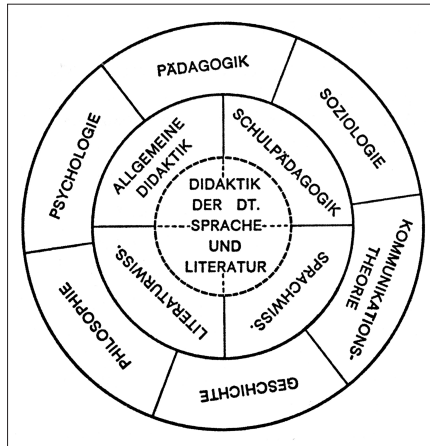 PÄDAGOGIK
SOZIOLOGIE
KOMMUNIKATIONS-
THEORIE
GESCHICHTE
PHILOSOPHIE
PSYCHOLOGIE
ALLGEMEINE
DIDAKTIK
SCHULPÄDAGOGIK
SPRACHWISS.
LITERATURWISS.
DIDAKTIK
DER DT.
SPRACHE
UND
LITERATUR